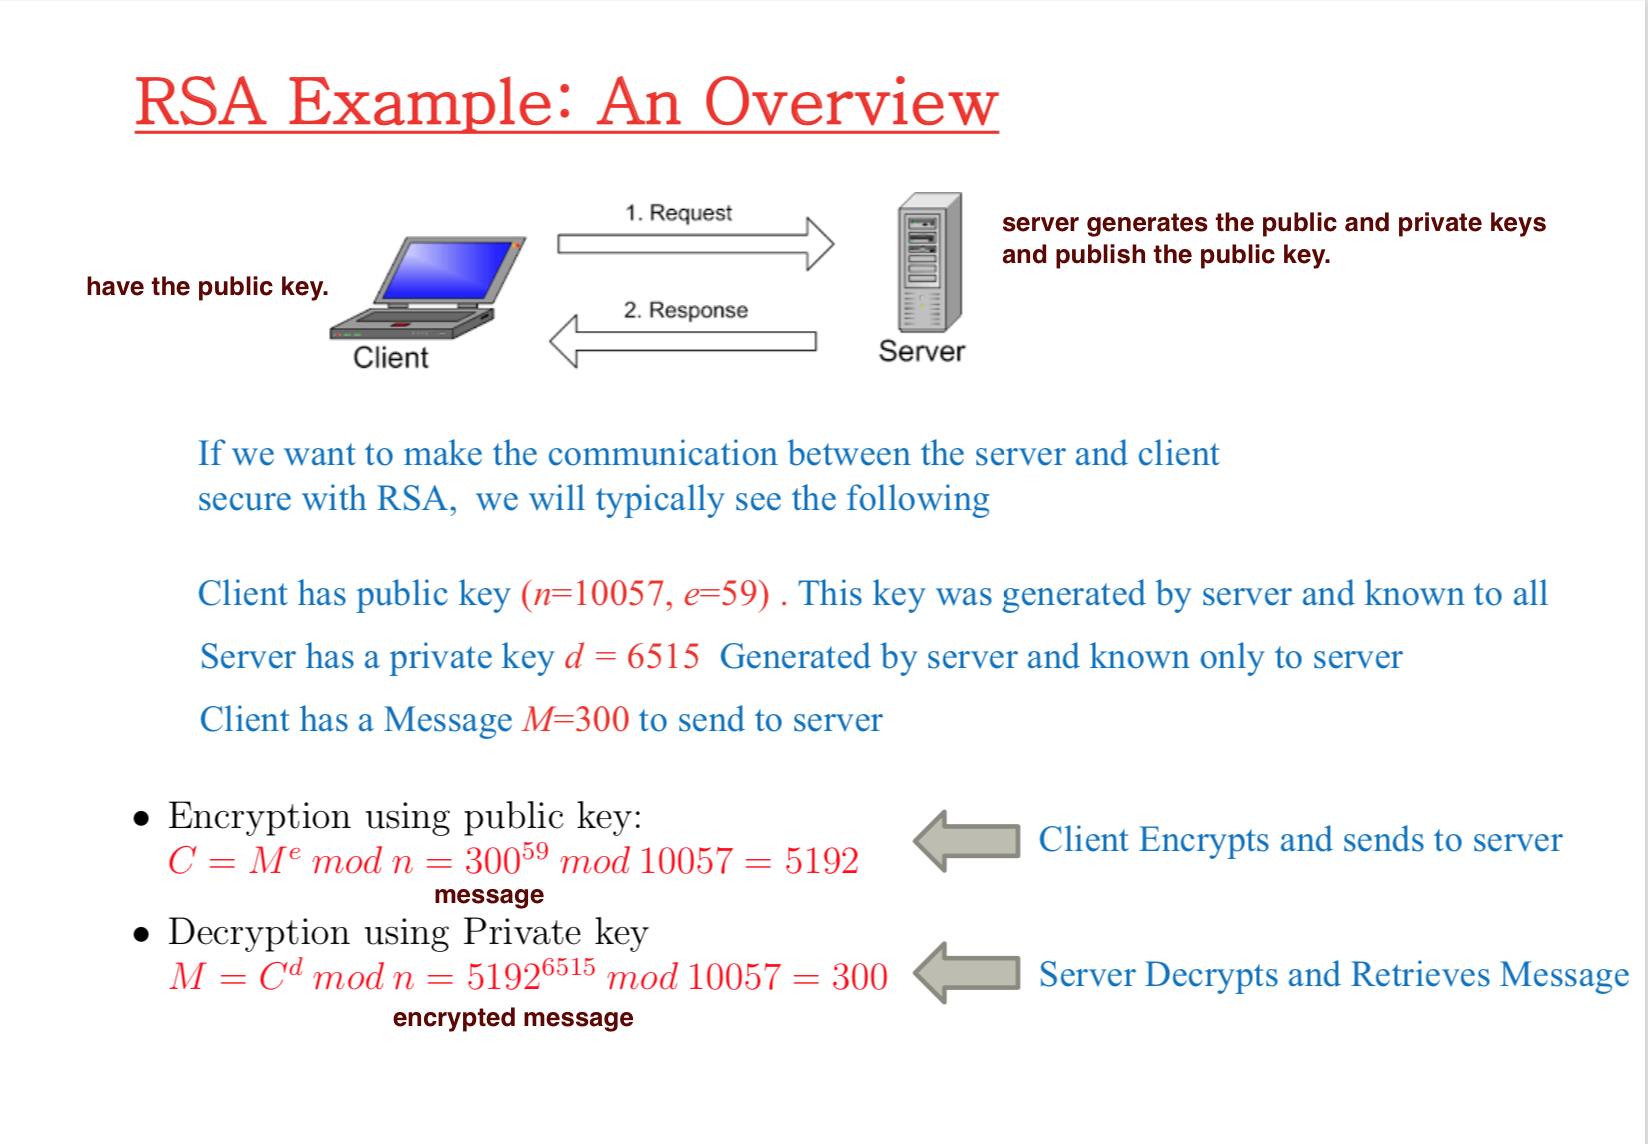 RSA Example: An Overview
1. Request
server generates the public and private keys
and publish the public key.
have the public key.
2. Response
Client
Server
If we want to make the communication between the server and client
secure with RSA,  we will typically see the following
Client has public key (n=10057, e=59) . This key was generated by server and known to all
Server has a private key d = 6515  Generated by server and known only to server
Client has a Message M=300 to send to server
• Encryption using public key:
C = M^e mod n = 300^59 mod 10057 = 5192
Client Encrypts and sends to server
message
• Decryption using Private key
M = C^d mod n = 5192^6515 mod 10057 = 300
Server Decrypts and Retrieves Message
encrypted message